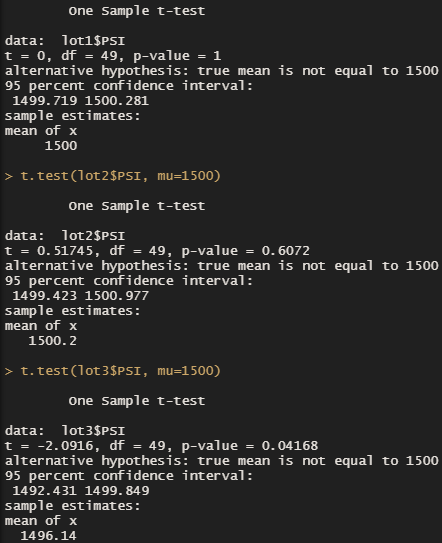 One Sample t-test
data:  lot1$PSI
t = 0, df = 49, p-value = 1
alternative hypothesis: true mean is not equal to 1500
95 percent confidence interval:
 1499.719 1500.281
sample estimates:
mean of x
     1500
> t.test(lot2$PSI, mu=1500)
One Sample t-test
data:  lot2$PSI
t = 0.51745, df = 49, p-value = 0.6072
alternative hypothesis: true mean is not equal to 1500
95 percent confidence interval:
 1499.423 1500.977
sample estimates:
mean of x
   1500.2
> t.test(lot3$PSI, mu=1500)
One Sample t-test
data:  lot3$PSI
t = -2.0916, df = 49, p-value = 0.04168
alternative hypothesis: true mean is not equal to 1500
95 percent confidence interval:
 1492.431 1499.849
sample estimates:
mean of x
  1496.14